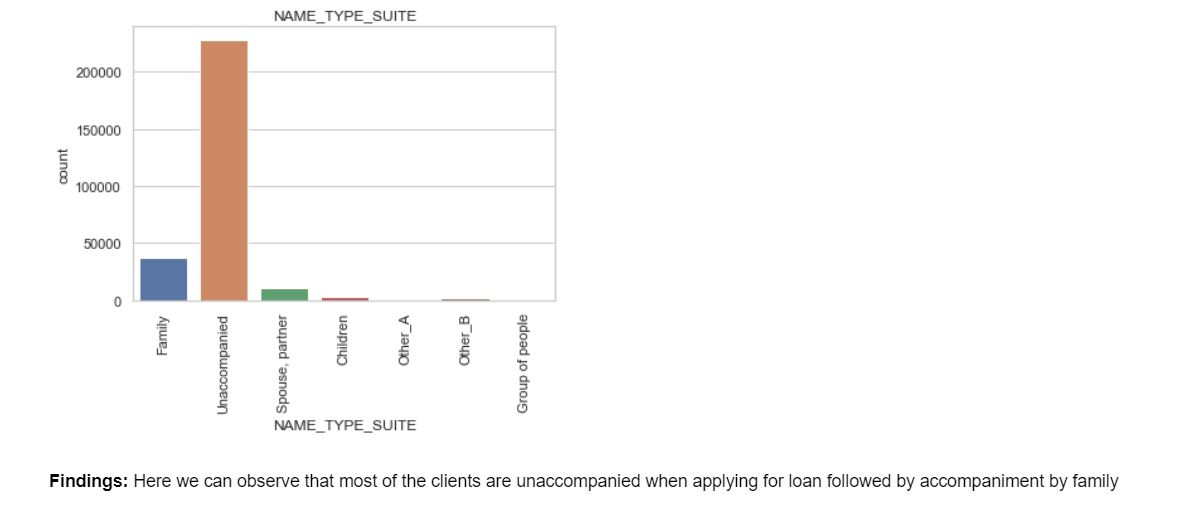 NAME_TYPE_SUITE
200000
150000
100000
50000
0
count
Family
Unaccompanied
Spouse, partner
Children
Other_A
Other_B
Group of people
NAME_TYPE_SUITE
Findings: Here we can observe that most of the clients are unaccompanied when applying for loan followed by accompaniment by family